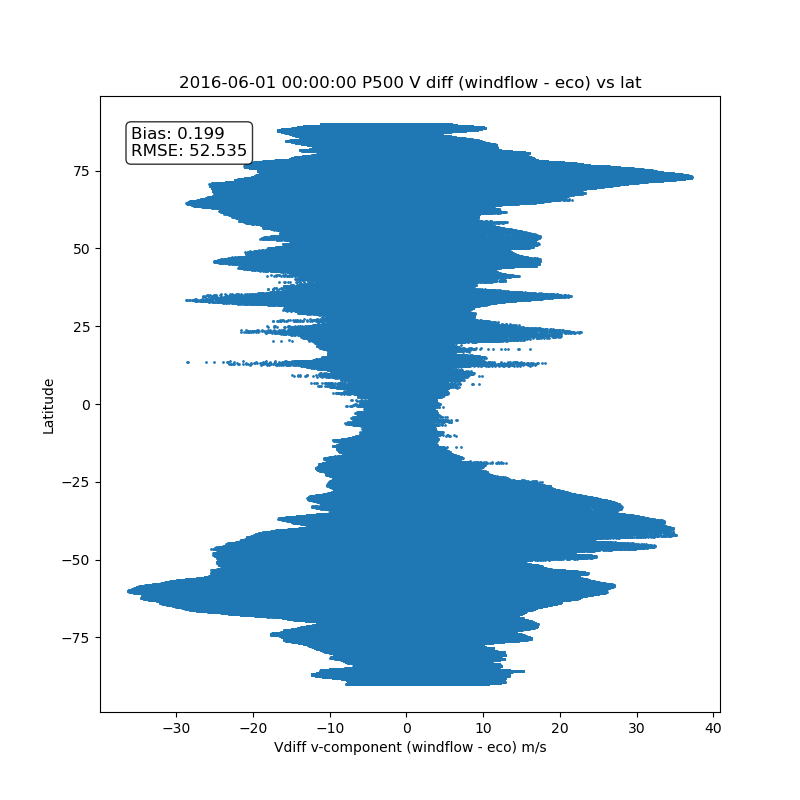 2016-06-01 00:00:00 P500 V diff (windflow - eco) vs lat
Bias: 0.199
RMSE: 52.535
75
50
25
0
−25
−50
−75
Latitude
−30 −20 −10 0 10 20 30 40
Vdiff v-component (windflow - eco) m/s